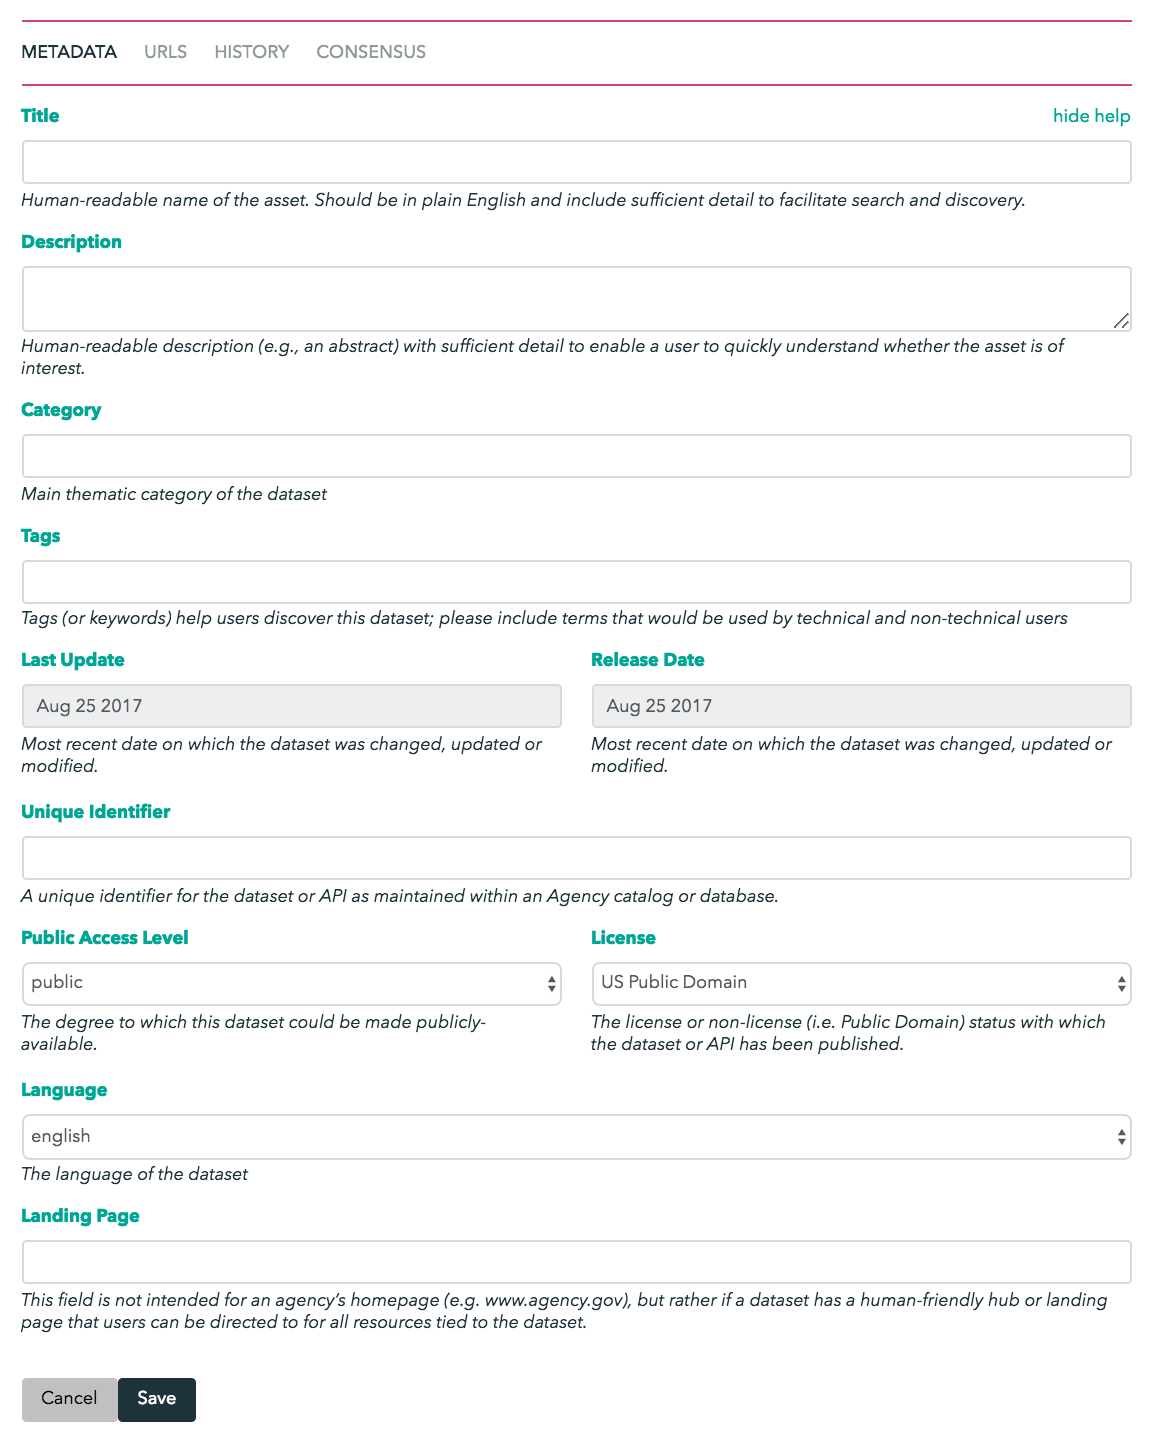 METADATA URLS HISTORY CONSENSUS
Title hide help
Human-readable name of the asset. Should be in plain English and include sufficient detail to facilitate search and discovery.
Description
Human-readable description (e.g., an abstract) with sufficient detail to enable a user to quickly understand whether the asset is of
interest.
Category
Main thematic category of the dataset
Tags
Tags (or keywords) help users discover this dataset; please include terms that would be used by technical and non-technical users
Last Update
Aug 25 2017
Most recent date on which the dataset was changed, updated or
modified.
Release Date
Aug 25 2017
Most recent date on which the dataset was changed, updated or
modified.
Unique Identifier
A unique identifier for the dataset or API as maintained within an Agency catalog or database.
Public Access Level
public
The degree to which this dataset could be made publicly-
available.
License
US Public Domain
The license or non-license (i.e. Public Domain) status with which
the dataset or API has been published.
Language
english
The language of the dataset
Landing Page
This field is not intended for an agency’s homepage (e.g. www.agency.gov), but rather if a dataset has a human-friendly hub or landing
page that users can be directed to for all resources tied to the dataset.
Cancel Save